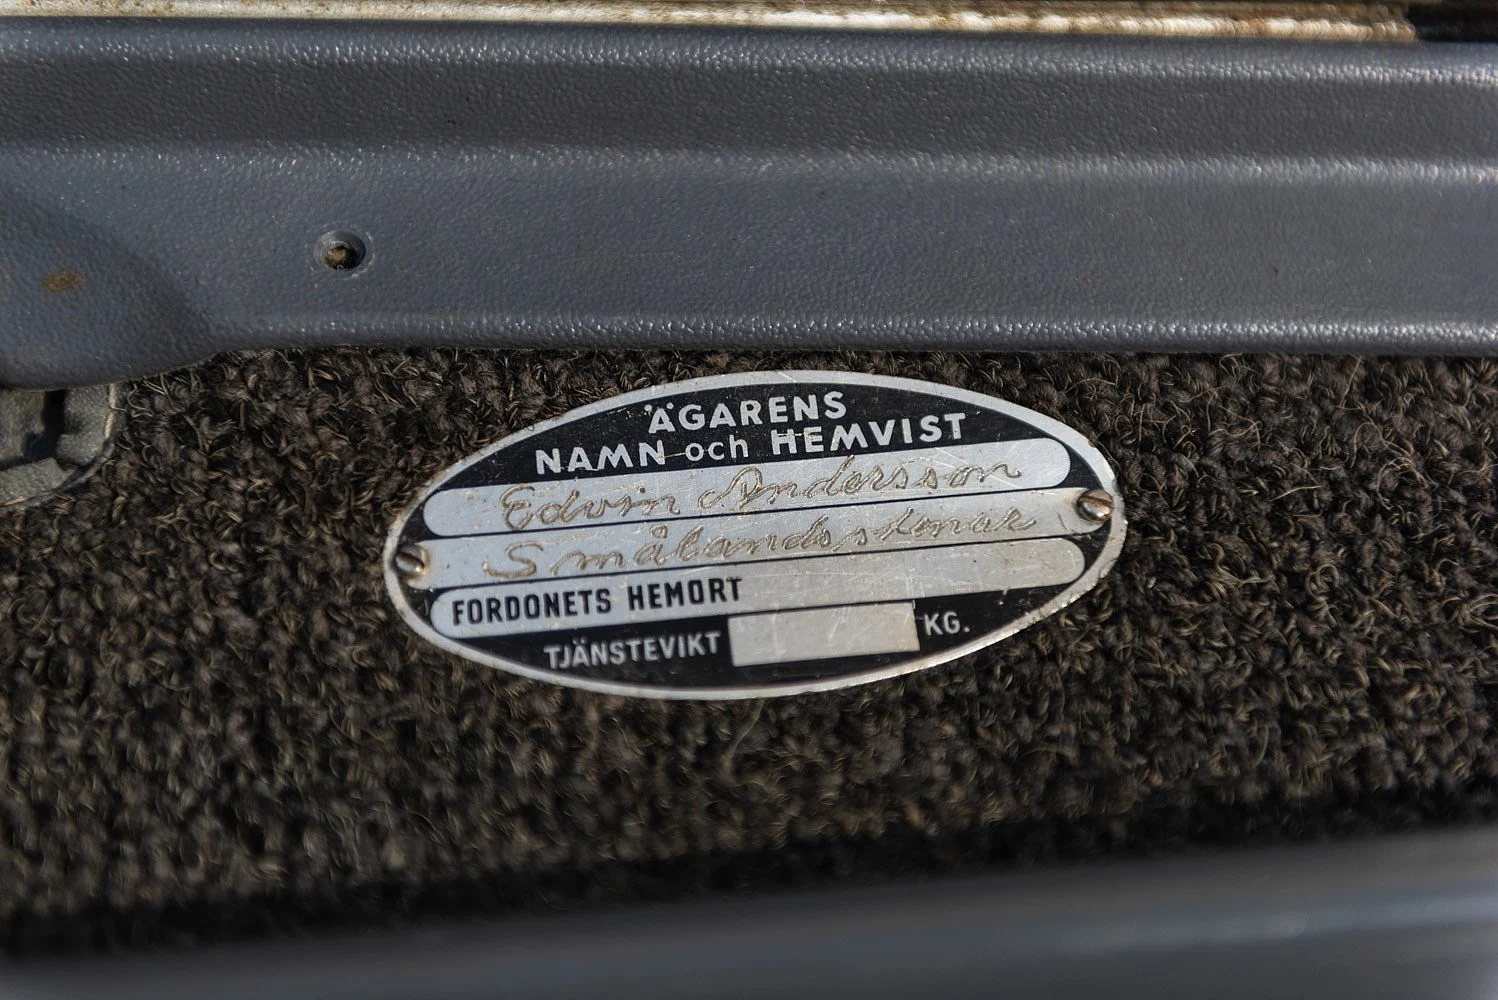 ÄGARENS
NAMN och HEMVIST
Edvin Andersson
Smålandsstenar
FORDONETS HEMORT
TJÄNSTEVIKT KG.